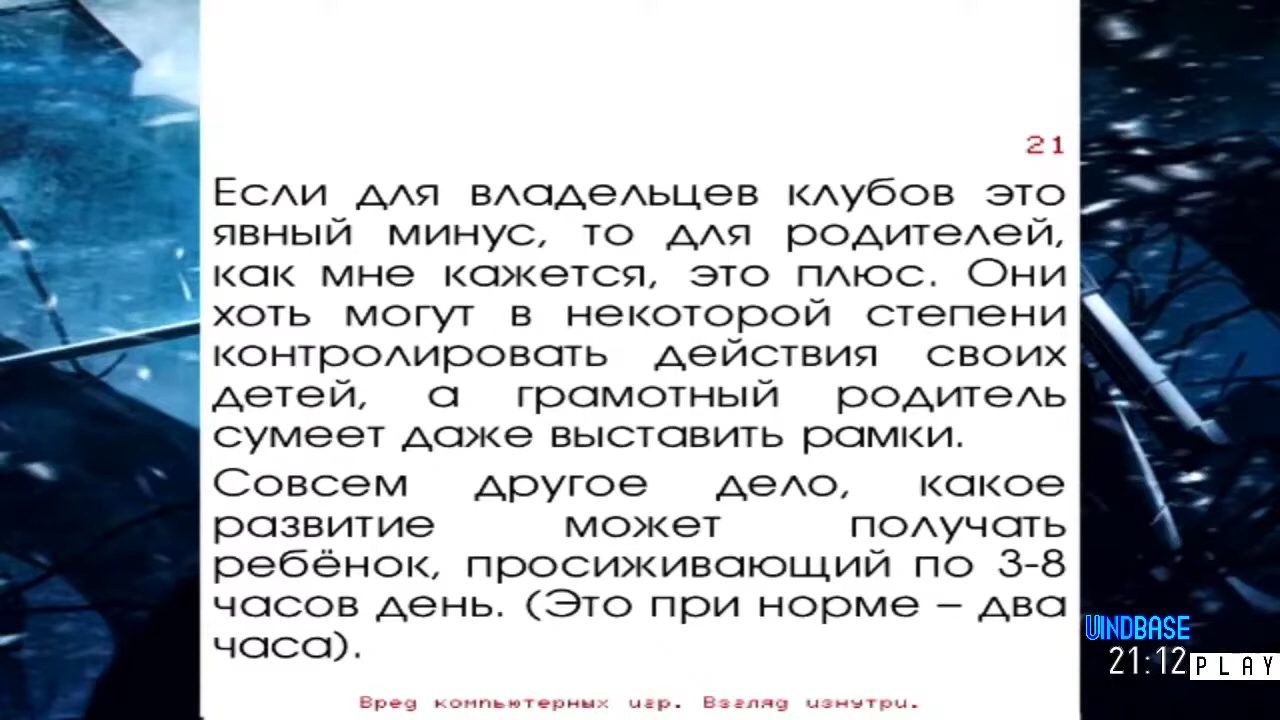 21
Если для владельцев клубов это
явный минус, то для родителей,
как мне кажется, это плюс. Они
хоть могут в некоторой степени
контролировать действия своих
детей, а грамотный родитель
сумеет даже выставить рамки.
Совсем другое дело, какое
развитие может получать
ребёнок, просиживающий по 3-8
часов день. (Это при норме – два
часа).
UINDBASE
21:12 PLAY
Вред компьютерных игр. Взгляд изнутри.